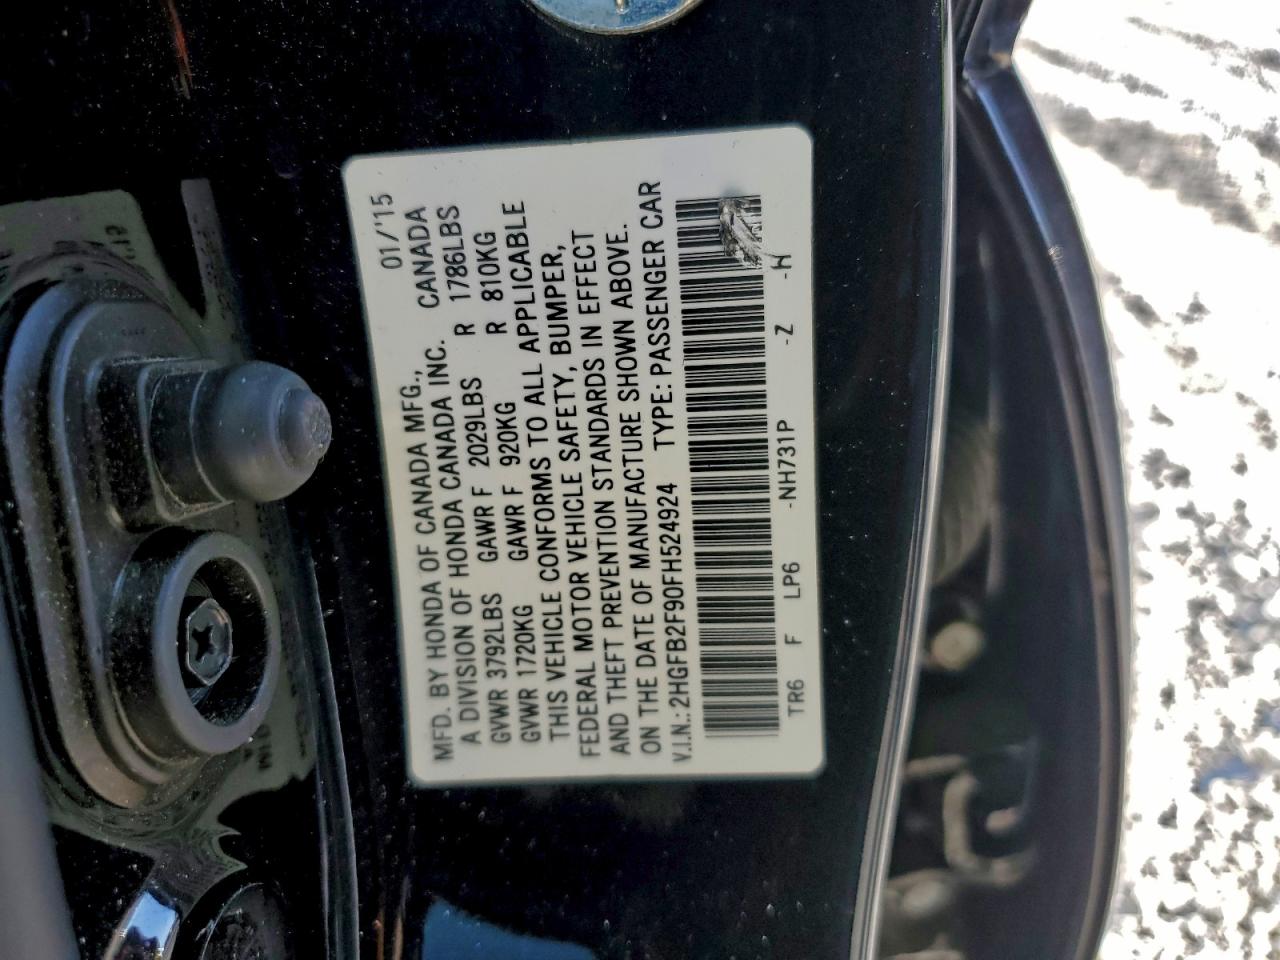 01/15
MFD. BY HONDA OF CANADA MFG., CANADA
A DIVISION OF HONDA CANADA INC.
GVWR 3792LBS GAWR F 2029LBS R 1786LBS
GVWR 1720KG GAWR F 920KG R 810KG
THIS VEHICLE CONFORMS TO ALL APPLICABLE
FEDERAL MOTOR VEHICLE SAFETY, BUMPER,
AND THEFT PREVENTION STANDARDS IN EFFECT
ON THE DATE OF MANUFACTURE SHOWN ABOVE.
V.I.N.: 2HGFB2F90FH524924 TYPE: PASSENGER CAR
TR6 F LP6 -NH731P -Z -H